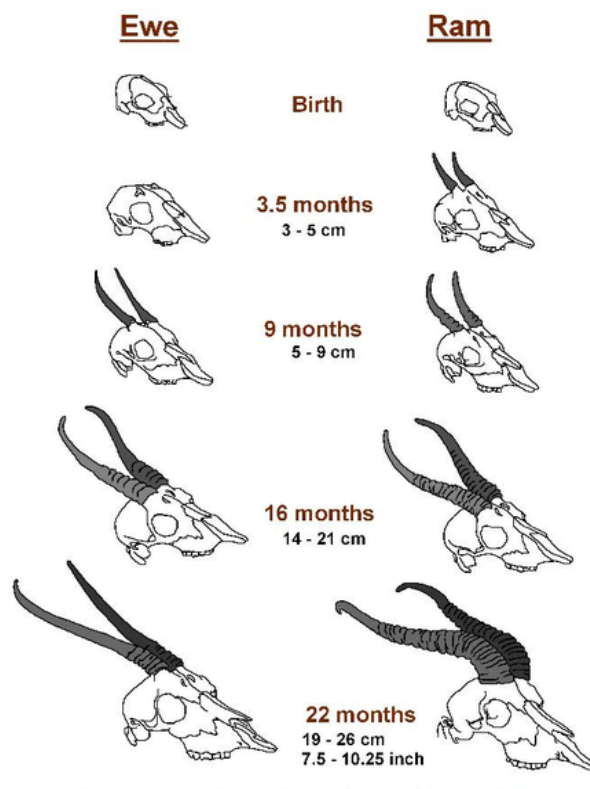 Ewe
Ram
Birth
3.5 months
3 - 5 cm
9 months
5 - 9 cm
16 months
14 - 21 cm
22 months
19 - 26 cm
7.5 - 10.25 inch